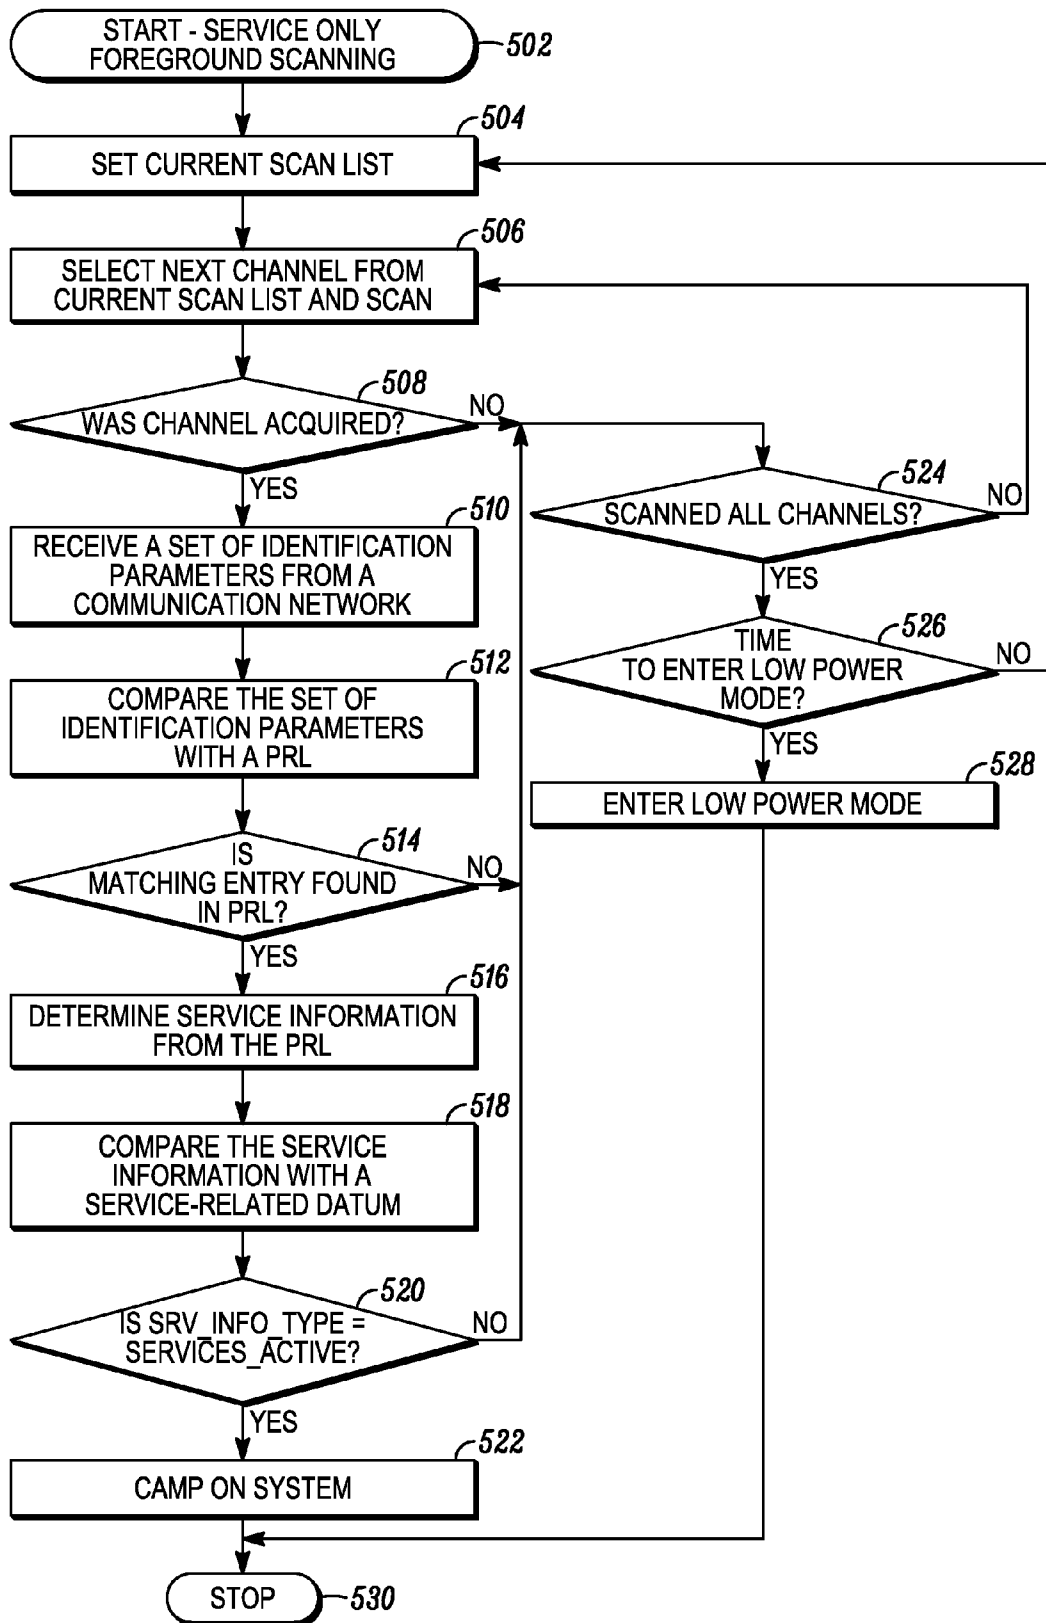 START - SERVICE ONLY
FOREGROUND SCANNING
502
504
SET CURRENT SCAN LIST
506
SELECT NEXT CHANNEL FROM
CURRENT SCAN LIST AND SCAN
508
WAS CHANNEL ACQUIRED?
NO
YES
510
RECEIVE A SET OF IDENTIFICATION
PARAMETERS FROM A
COMMUNICATION NETWORK
512
COMPARE THE SET OF
IDENTIFICATION PARAMETERS
WITH A PRL
514
IS
MATCHING ENTRY FOUND
IN PRL?
NO
YES
516
DETERMINE SERVICE INFORMATION
FROM THE PRL
518
COMPARE THE SERVICE
INFORMATION WITH A
SERVICE-RELATED DATUM
520
IS SRV_INFO_TYPE =
SERVICES_ACTIVE?
NO
YES
522
CAMP ON SYSTEM
524
SCANNED ALL CHANNELS?
NO
YES
526
TIME
TO ENTER LOW POWER
MODE?
NO
YES
528
ENTER LOW POWER MODE
STOP
530